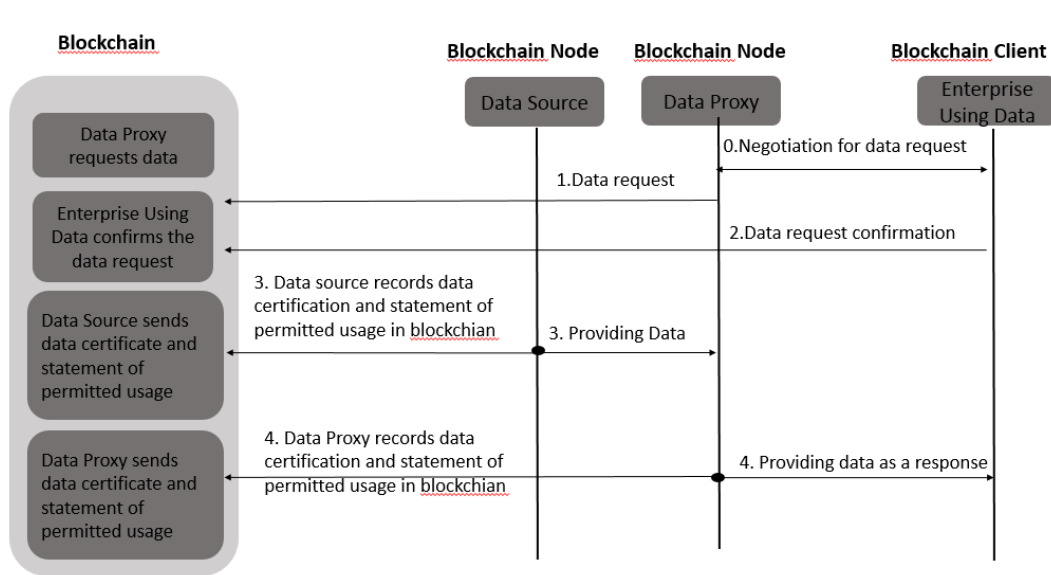 Blockchain
Blockchain Node
Blockchain Node
Blockchain Client
Data Source
Data Proxy
Enterprise
Using Data
Data Proxy
requests data
0.Negotiation for data request
1.Data request
Enterprise Using
Data confirms the
data request
2.Data request confirmation
3. Data source records data
certification and statement of
permitted usage in blockchian
3. Providing Data
Data Source sends
data certificate and
statement of
permitted usage
4. Data Proxy records data
certification and statement of
permitted usage in blockchian
4. Providing data as a response
Data Proxy sends
data certificate and
statement of
permitted usage